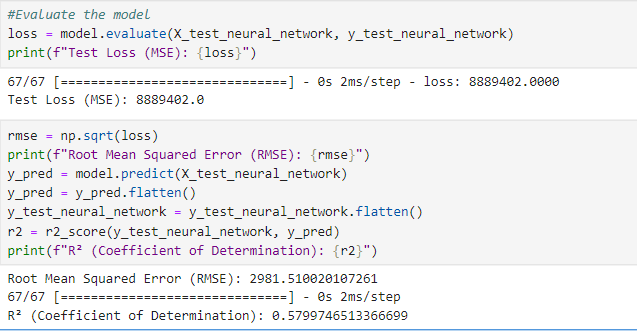 #Evaluate the model
loss = model.evaluate(X_test_neural_network, y_test_neural_network)
print(f"Test Loss (MSE): {loss}")
67/67 [==============================] - 0s 2ms/step - loss: 8889402.0000
Test Loss (MSE): 8889402.0
rmse = np.sqrt(loss)
print(f"Root Mean Squared Error (RMSE): {rmse}")
y_pred = model.predict(X_test_neural_network)
y_pred = y_pred.flatten()
y_test_neural_network = y_test_neural_network.flatten()
r2 = r2_score(y_test_neural_network, y_pred)
print(f"R² (Coefficient of Determination): {r2}")
Root Mean Squared Error (RMSE): 2981.510020107261
67/67 [==============================] - 0s 2ms/step
R² (Coefficient of Determination): 0.5799746513366699